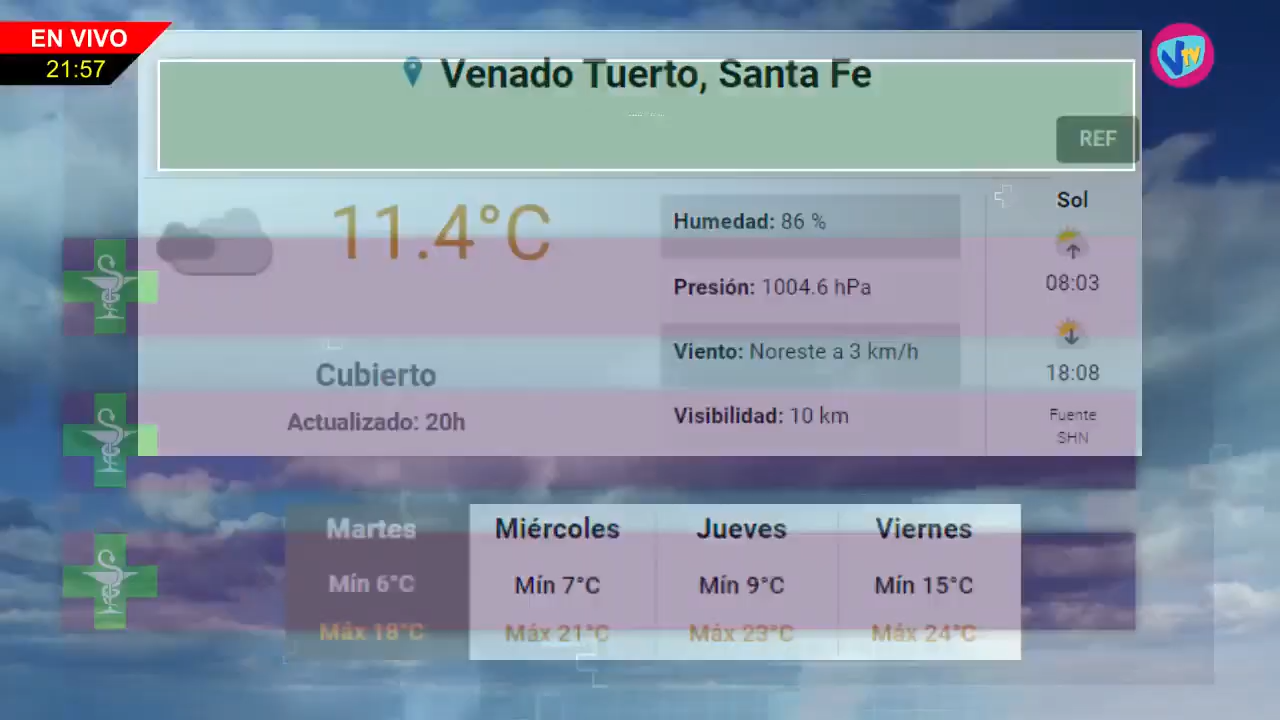 EN VIVO
21:57
VTV
Venado Tuerto, Santa Fe
REF
11.4°C
Cubierto
Actualizado: 20h
Humedad: 86 %
Presión: 1004.6 hPa
Viento: Noreste a 3 km/h
Visibilidad: 10 km
Sol
08:03
18:08
Fuente
SHN
Martes
Mín 6°C
Máx 18°C
Miércoles
Mín 7°C
Máx 21°C
Jueves
Mín 9°C
Máx 23°C
Viernes
Mín 15°C
Máx 24°C